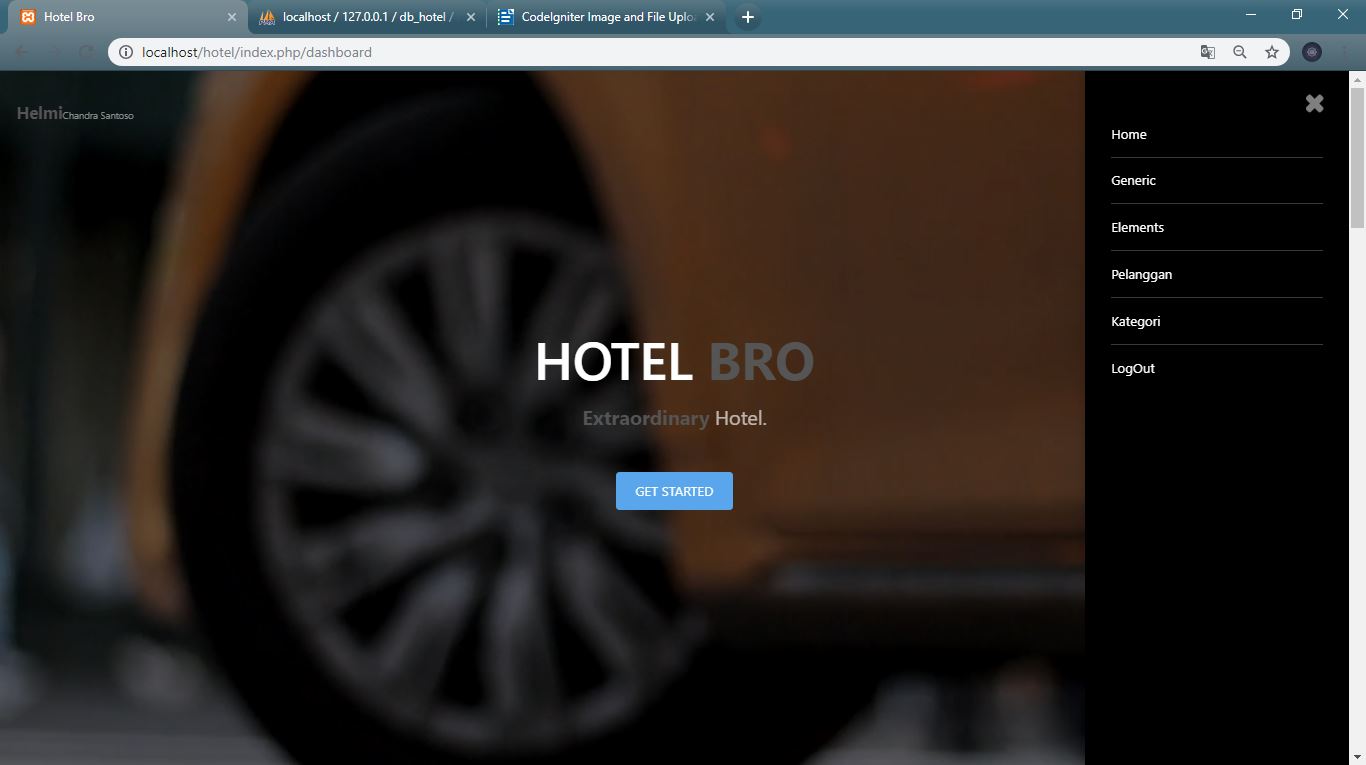 Hotel Bro
localhost / 127.0.0.1 / db_hotel /
CodeIgniter Image and File Uploa
localhost/hotel/index.php/dashboard
HelmiChandra Santoso
Home
Generic
Elements
Pelanggan
Kategori
LogOut
HOTEL BRO
Extraordinary Hotel.
GET STARTED